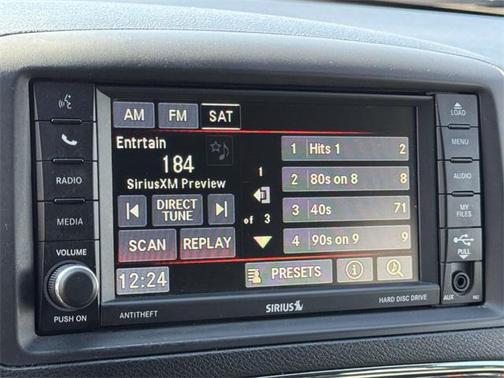 AM FM SAT
LOAD
Entrtain
184
SiriusXM Preview
1 Hits 1 2
1
2 80s on 8 8
DIRECT TUNE
of 3
3 40s 71
SCAN REPLAY
4 90s on 9 9
12:24
PRESETS
RADIO
MEDIA
VOLUME
PUSH ON
ANTITHEFT
SIRIUS
HARD DISC DRIVE
MENU
AUDIO
MY FILES
PULL
AUX